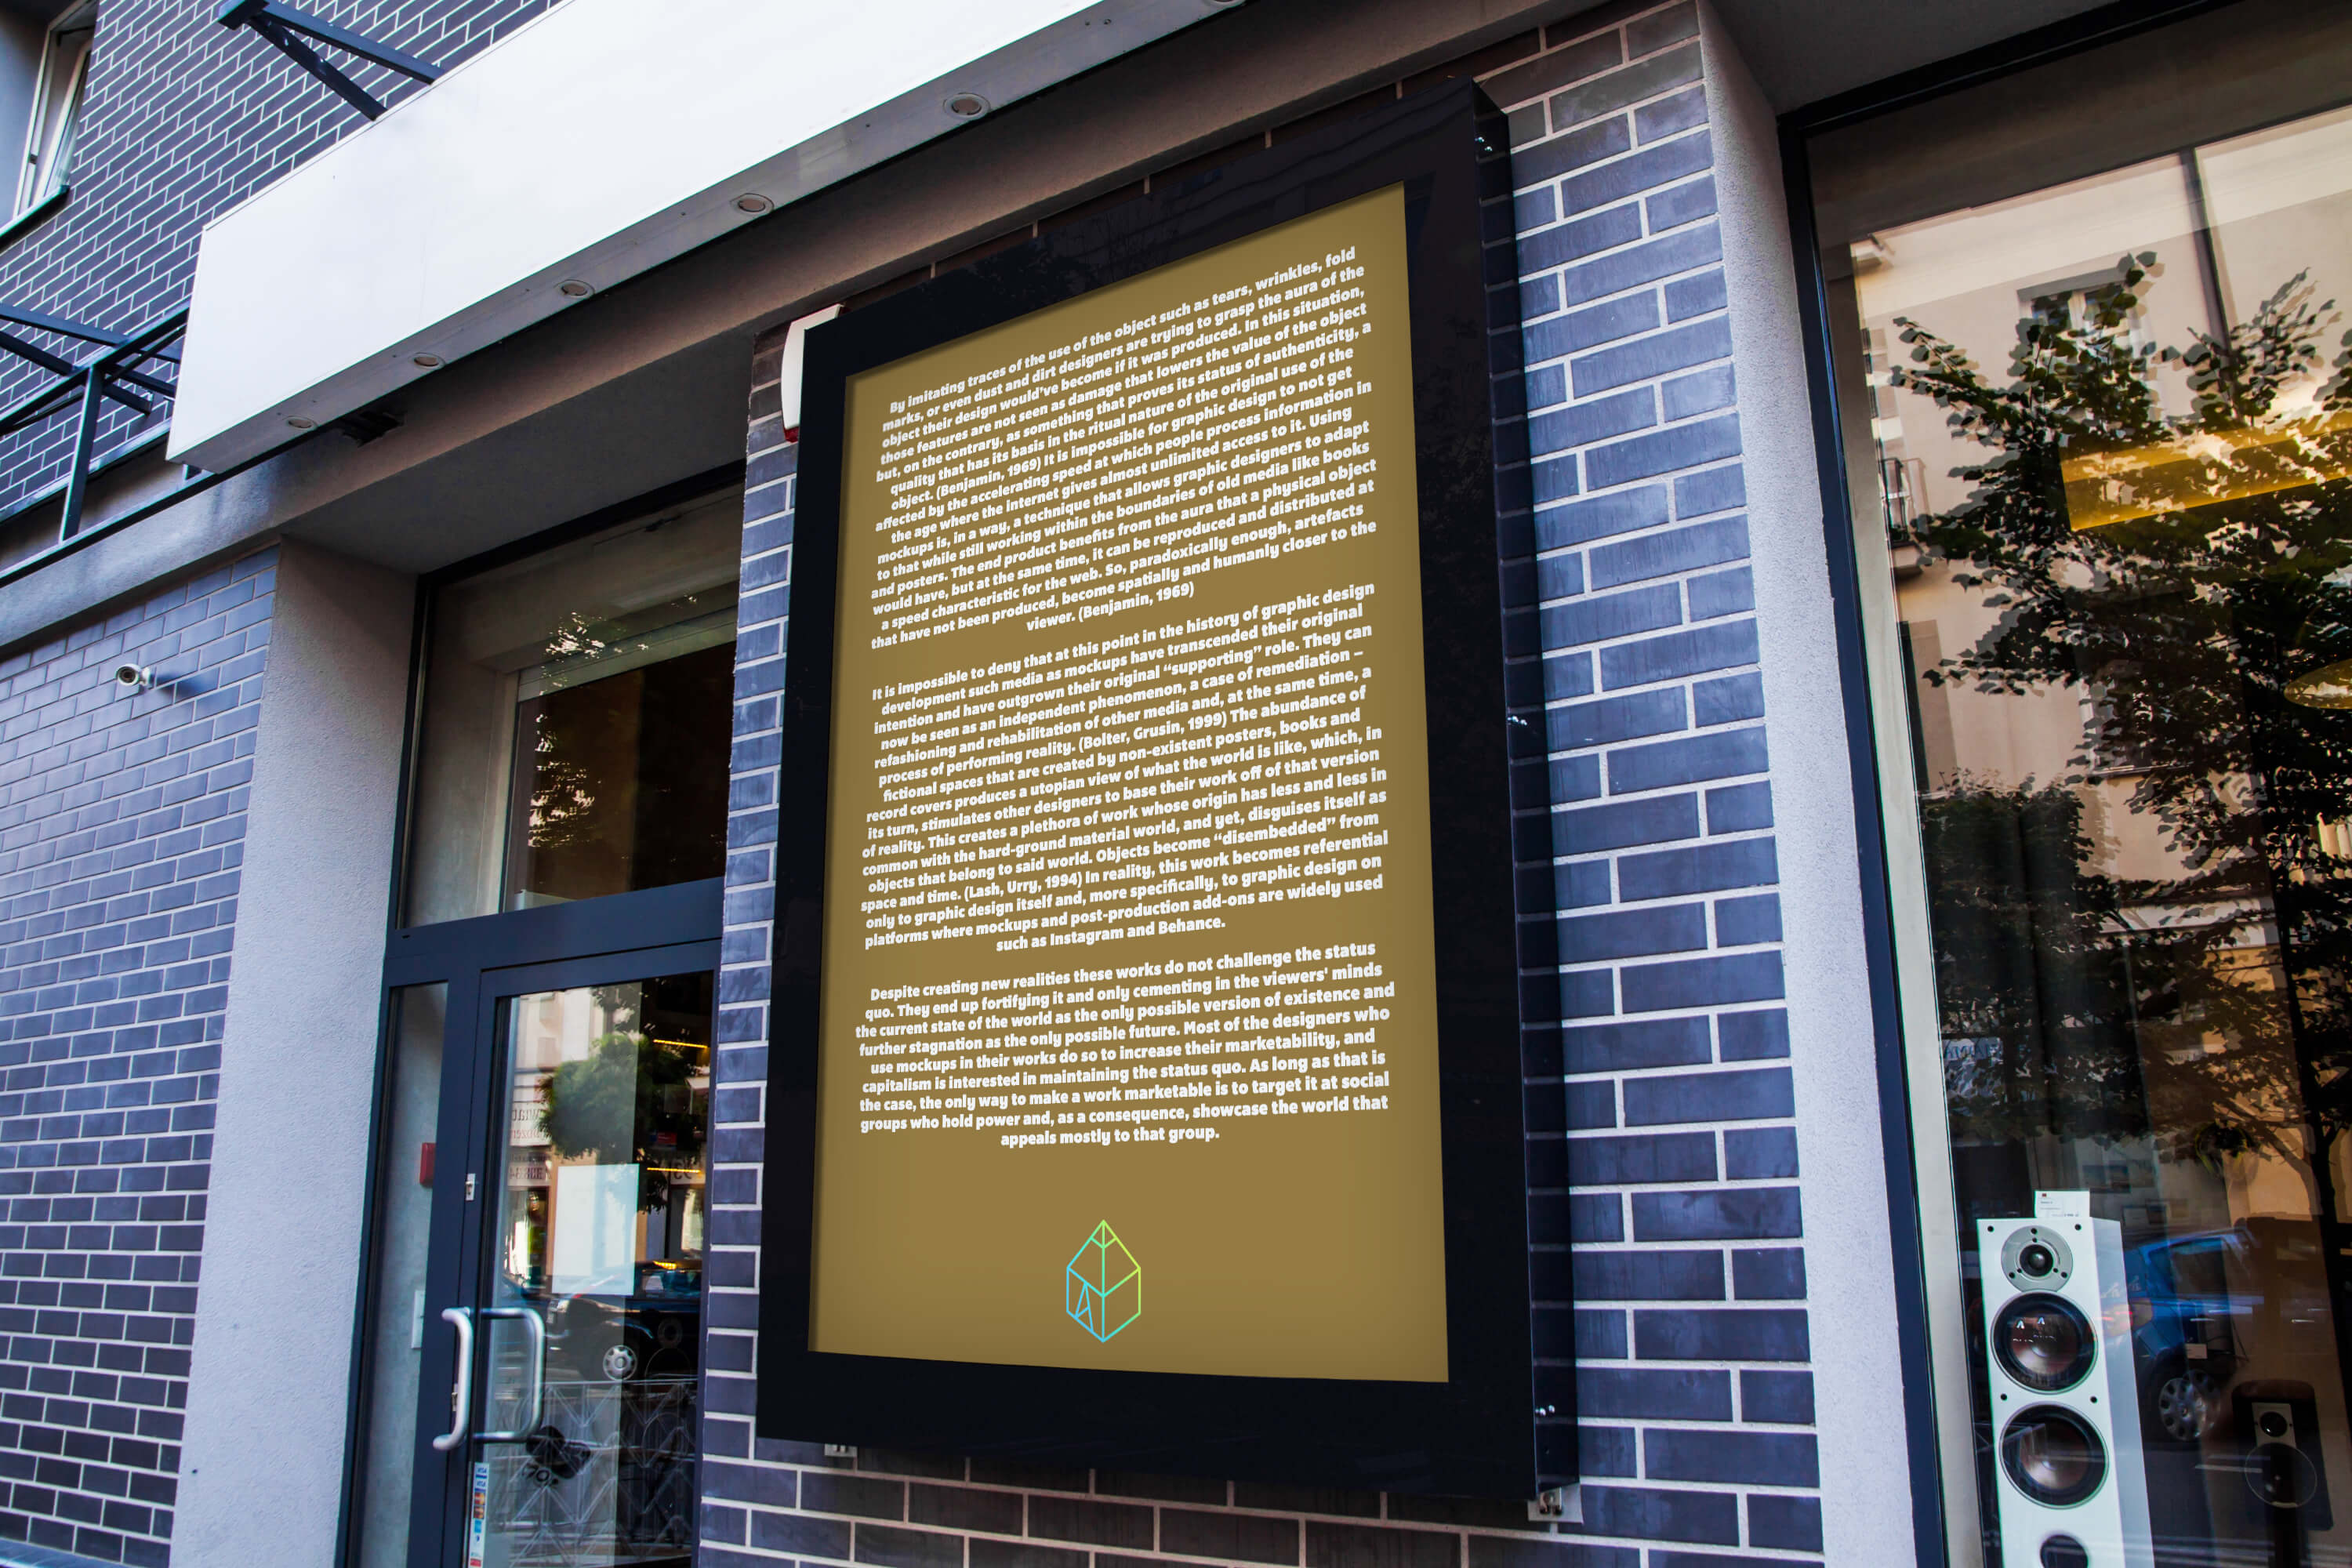 By imitating traces of the use of the object such as tears, wrinkles, fold
marks, or even dust and dirt designers are trying to grasp the aura of the
object their design would've become if it was produced. In this situation,
those features are not seen as damage that lowers the value of the object
but, on the contrary, as something that proves its status of authenticity, a
quality that has its basis in the ritual nature of the original use of the
object. (Benjamin, 1969) It is impossible for graphic design to not get
affected by the accelerating speed at which people process information in
the age where the Internet gives almost unlimited access to it. Using
mockups is, in a way, a technique that allows graphic designers to adapt
to that while still working within the boundaries of old media like books
and posters. The end product benefits from the aura that a physical object
would have, but at the same time, it can be reproduced and distributed at
a speed characteristic for the web. So, paradoxically enough, artefacts
that have not been produced, become spatially and humanly closer to the
viewer. (Benjamin, 1969)
It is impossible to deny that at this point in the history of graphic design
development such media as mockups have transcended their original
intention and have outgrown their original “supporting” role. They can
now be seen as an independent phenomenon, a case of remediation –
refashioning and rehabilitation of other media and, at the same time, a
process of performing reality. (Bolter, Grusin, 1999) The abundance of
fictional spaces that are created by non-existent posters, books and
record covers produces a utopian view of what the world is like, which, in
its turn, stimulates other designers to base their work off of that version
of reality. This creates a plethora of work whose origin has less and less in
common with the hard-ground material world, and yet, disguises itself as
objects that belong to said world. Objects become “disembedded” from
space and time. (Lash, Urry, 1994) In reality, this work becomes referential
only to graphic design itself and, more specifically, to graphic design on
platforms where mockups and post-production add-ons are widely used
such as Instagram and Behance.
Despite creating new realities these works do not challenge the status
quo. They end up fortifying it and only cementing in the viewers' minds
the current state of the world as the only possible version of existence and
further stagnation as the only possible future. Most of the designers who
use mockups in their works do so to increase their marketability, and
capitalism is interested in maintaining the status quo. As long as that is
the case, the only way to make a work marketable is to target it at social
groups who hold power and, as a consequence, showcase the world that
appeals mostly to that group.